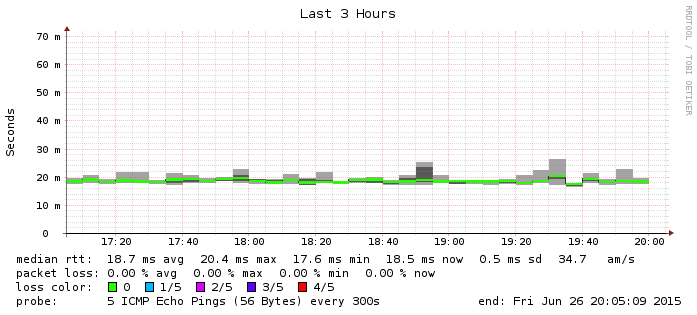 Last 3 Hours
RRDTOOL / TOBI OETIKER
Seconds
70 m
60 m
50 m
40 m
30 m
20 m
10 m
0
17:20 17:40 18:00 18:20 18:40 19:00 19:20 19:40 20:00
median rtt: 18.7 ms avg 20.4 ms max 17.6 ms min 18.5 ms now 0.5 ms sd 34.7 am/s
packet loss: 0.00 % avg 0.00 % max 0.00 % min 0.00 % now
loss color: 0 1/5 2/5 3/5 4/5
probe: 5 ICMP Echo Pings (56 Bytes) every 300s end: Fri Jun 26 20:05:09 2015